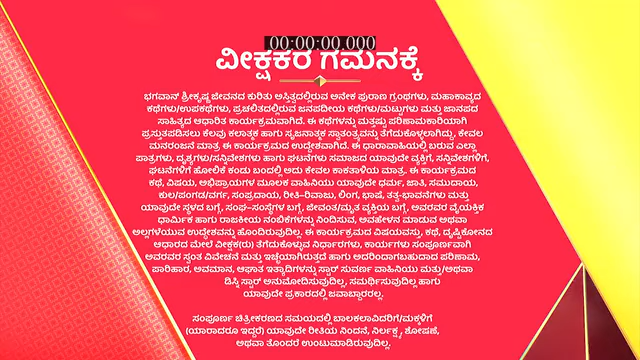 00:00:00.000
ವೀಕ್ಷಕರ ಗಮನಕ್ಕೆ
ಭಗವಾನ್ ಶ್ರೀಕೃಷ್ಣ ಜೀವನದ ಕುರಿತು ಅಸ್ತಿತ್ವದಲ್ಲಿರುವ ಅನೇಕ ಪುರಾಣ ಗ್ರಂಥಗಳು, ಮಹಾಕಾವ್ಯದ
ಕಥೆಗಳು/ಉಪಕಥೆಗಳು, ಪ್ರಚಲಿತದಲ್ಲಿರುವ ಜನಪದೀಯ ಕಥೆಗಳು/ಮಟ್ಟುಗಳು ಮತ್ತು ಜಾನಪದ
ಸಾಹಿತ್ಯದ ಆಧಾರಿತ ಕಾರ್ಯಕ್ರಮವಾಗಿದೆ. ಈ ಕಥೆಗಳನ್ನು ಮತ್ತಷ್ಟು ಪರಿಣಾಮಕಾರಿಯಾಗಿ
ಪ್ರಸ್ತುತಪಡಿಸಲು ಕೆಲವು ಕಲಾತ್ಮಕ ಹಾಗು ಸೃಜನಾತ್ಮಕ ಸ್ವಾತಂತ್ರ್ಯವನ್ನು ತೆಗೆದುಕೊಳ್ಳಲಾಗಿದ್ದು, ಕೇವಲ
ಮನರಂಜನೆ ಮಾತ್ರ ಈ ಕಾರ್ಯಕ್ರಮದ ಉದ್ದೇಶವಾಗಿದೆ. ಈ ಧಾರಾವಾಹಿಯಲ್ಲಿ ಬರುವ ಎಲ್ಲಾ
ಪಾತ್ರಗಳು, ದೃಶ್ಯಗಳು/ಸನ್ನಿವೇಶಗಳು ಹಾಗು ಘಟನೆಗಳು ಸಮಾಜದ ಯಾವುದೇ ವ್ಯಕ್ತಿಗೆ, ಸನ್ನಿವೇಶಗಳಿಗೆ,
ಘಟನೆಗಳಿಗೆ ಹೋಲಿಕೆ ಕಂಡು ಬಂದಲ್ಲಿ ಅದು ಕೇವಲ ಕಾಕತಾಳಿಯ ಮಾತ್ರ. ಈ ಕಾರ್ಯಕ್ರಮದ
ಕಥೆ, ವಿಷಯ, ಅಭಿಪ್ರಾಯಗಳ ಮೂಲಕ ವಾಹಿನಿಯು ಯಾವುದೇ ಧರ್ಮ, ಜಾತಿ, ಸಮುದಾಯ,
ಕುಲ/ಪಂಗಡ/ವರ್ಗ, ಸಂಪ್ರದಾಯ, ರೀತಿ-ರಿವಾಜು, ಲಿಂಗ, ಭಾಷೆ, ತತ್ವ-ಭಾವನೆಗಳು ಮತ್ತು
ಯಾವುದೇ ಸ್ಥಳದ ಬಗ್ಗೆ, ಸಂಘ-ಸಂಸ್ಥೆಗಳ ಬಗ್ಗೆ, ಜೀವಂತ/ಮೃತ ವ್ಯಕ್ತಿಯ ಬಗ್ಗೆ, ಅವರವರ ವೈಯಕ್ತಿಕ
ಧಾರ್ಮಿಕ ಹಾಗು ರಾಜಕೀಯ ನಂಬಿಕೆಗಳನ್ನು ನಿಂದಿಸುವ, ಅವಹೇಳನ ಮಾಡುವ ಅಥವಾ
ಅಲ್ಲಗಳೆಯುವ ಉದ್ದೇಶವನ್ನು ಹೊಂದಿರುವುದಿಲ್ಲ. ಈ ಕಾರ್ಯಕ್ರಮದ ವಿಷಯವಸ್ತು, ಕಥೆ, ದೃಷ್ಟಿಕೋನದ
ಆಧಾರದ ಮೇಲೆ ವೀಕ್ಷಕ(ರು) ತೆಗೆದುಕೊಳ್ಳುವ ನಿರ್ಧಾರಗಳು, ಕಾರ್ಯಗಳು ಸಂಪೂರ್ಣವಾಗಿ
ಅವರವರ ಸ್ವಂತ ವಿವೇಚನೆ ಮತ್ತು ಇಚ್ಛೆಯಾಗಿರುತ್ತದೆ ಹಾಗು ಅದರಿಂದಾಗಬಹುದಾದ ಪರಿಣಾಮ,
ಪಾರಿಹಾರ, ಅವಮಾನ, ಆಘಾತ ಇತ್ಯಾದಿಗಳನ್ನು ಸ್ಟಾರ್ ಸುವರ್ಣ ವಾಹಿನಿಯು ಮತ್ತು/ಅಥವಾ
ಡಿಸ್ನಿ ಸ್ಟಾರ್ ಅನುಮೋದಿಸುವುದಿಲ್ಲ, ಸಮರ್ಥಿಸುವುದಿಲ್ಲ ಹಾಗು
ಯಾವುದೇ ಪ್ರಕಾರದಲ್ಲಿ ಜವಾಬ್ದಾರರಲ್ಲ.
ಸಂಪೂರ್ಣ ಚಿತ್ರೀಕರಣದ ಸಮಯದಲ್ಲಿ ಬಾಲಕಲಾವಿದರಿಗೆ/ಮಕ್ಕಳಿಗೆ
(ಯಾರಾದರೂ ಇದ್ದರೆ) ಯಾವುದೇ ರೀತಿಯ ನಿಂದನೆ, ನಿರ್ಲಕ್ಷ್ಯ, ಶೋಷಣೆ,
ಅಥವಾ ತೊಂದರೆ ಉಂಟುಮಾಡಿರುವುದಿಲ್ಲ.